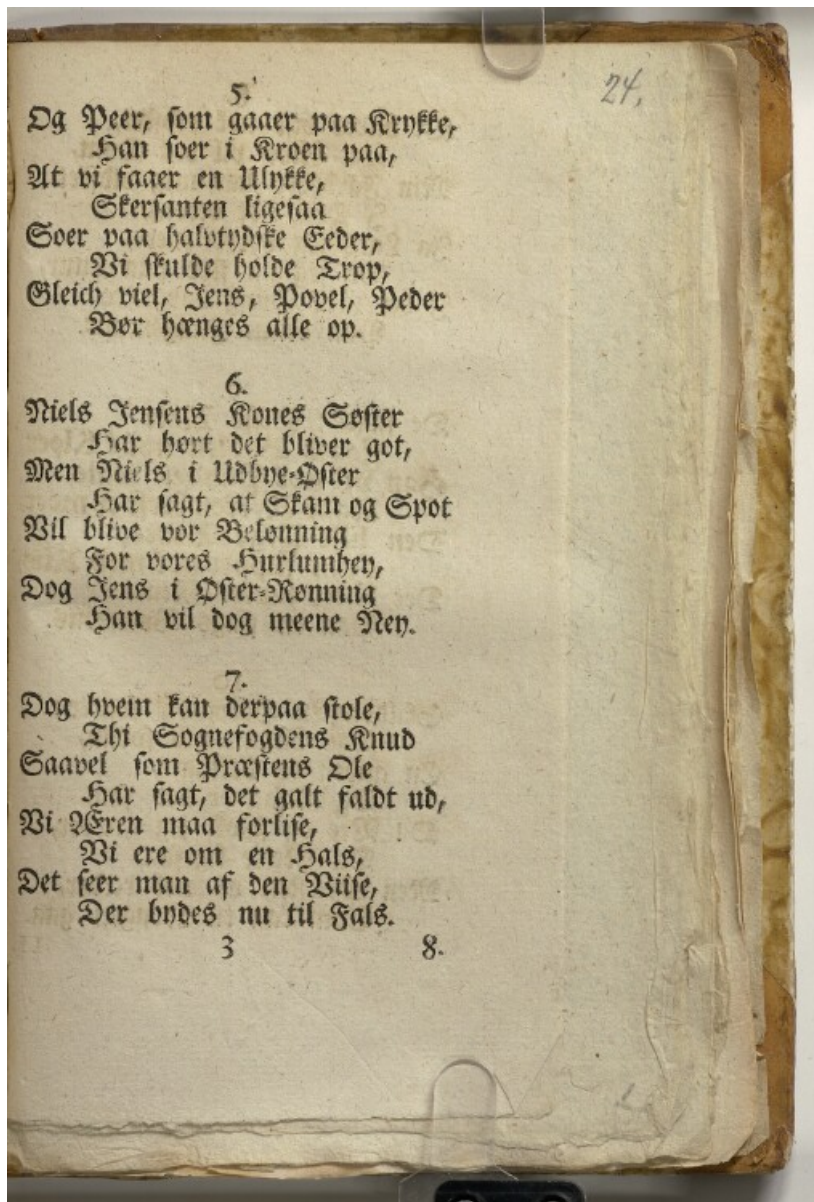 24.
5.
Og Peer, som gaaer paa Krykke,
Han soer i Kroen paa,
At vi faaer en Ulykke,
Skersanten ligesaa
Soer paa halvtydske Eeder,
Vi skulde holde Trop,
Gleich viel, Jens, Povel, Peder
Bør hænges alle op.
6.
Niels Jensens Kones Søster
Har hørt det bliver got,
Men Niels i Udbye-Øster
Har sagt, at Skam og Spot
Vil blive vor Belønning
For vores Hurlumhey,
Dog Jens i Øster-Rønning
Han vil dog meene Ney.
7.
Dog hvem kan derpaa stole,
Thi Sognefogdens Knud
Saavel som Præstens Ole
Har sagt, det galt faldt ud,
Vi Æren maa forlise,
Vi ere om en Hals,
Det seer man af den Viise,
Der bydes nu til Fals.
3 8.